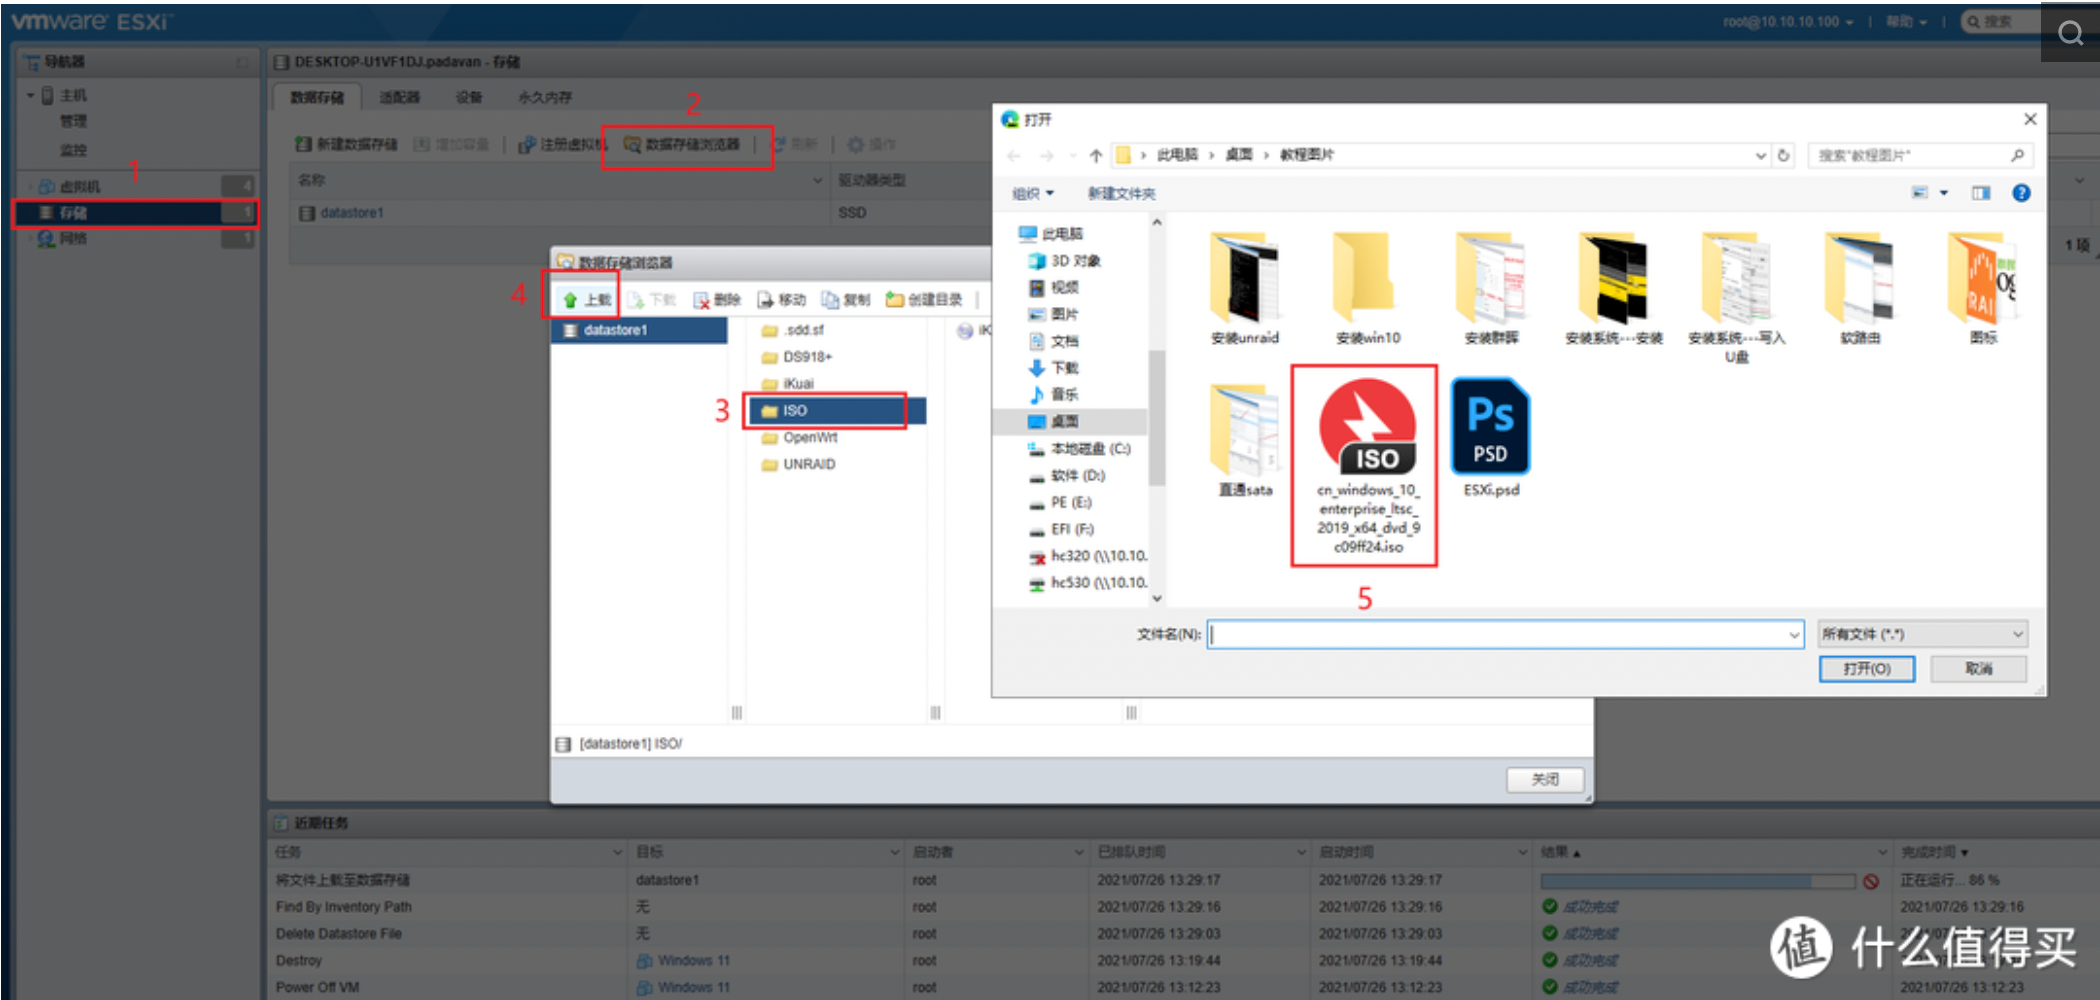 vmware ESXi
root@10.10.10.100 | 帮助 | 搜索
导航器
主机
管理
监控
1
虚拟机 4
存储 1
网络 1
DESKTOP-U1VF1DJ.padavan - 存储
数据存储 适配器 设备 永久内存
2
新建数据存储 增加容量 | 注册虚拟机 数据存储浏览器 | 刷新 | 操作
名称 驱动器类型
datastore1 SSD
1 项
数据存储浏览器
4
上载 下载 删除 移动 复制 创建目录 |
datastore1
.sdd.sf
DS918+
iKuai
3
ISO
OpenWrt
UNRAID
iK
[datastore1] ISO/
关闭
打开
此电脑 › 桌面 › 教程图片
搜索"教程图片"
组织 新建文件夹
此电脑
3D 对象
视频
图片
文档
下载
音乐
桌面
本地磁盘 (C:)
软件 (D:)
PE (E:)
EFI (F:)
hc320 (\\10.10.
hc530 (\\10.10.
安装unraid
安装win10
安装群晖
安装系统---安装
安装系统---写入
U盘
软路由
图标
直通sata
ISO
cn_windows_10_
enterprise_ltsc_
2019_x64_dvd_9
c09ff24.iso
Ps
PSD
ESXi.psd
5
文件名(N):
所有文件 (*.*)
打开(O) 取消
近期任务
任务 目标 启动者 已排队时间 启动时间 结果▲ 完成时间▼
将文件上载至数据存储 datastore1 root 2021/07/26 13:29:17 2021/07/26 13:29:17 正在运行... 86 %
Find By Inventory Path 无 root 2021/07/26 13:29:16 2021/07/26 13:29:16 成功完成 2021/07/26 13:29:16
Delete Datastore File 无 root 2021/07/26 13:29:03 2021/07/26 13:29:03 成功完成
Destroy Windows 11 root 2021/07/26 13:19:44 2021/07/26 13:19:44 成功完成
Power Off VM Windows 11 root 2021/07/26 13:12:23 2021/07/26 13:12:23 成功完成 2021/07/26 13:12:23
值 什么值得买